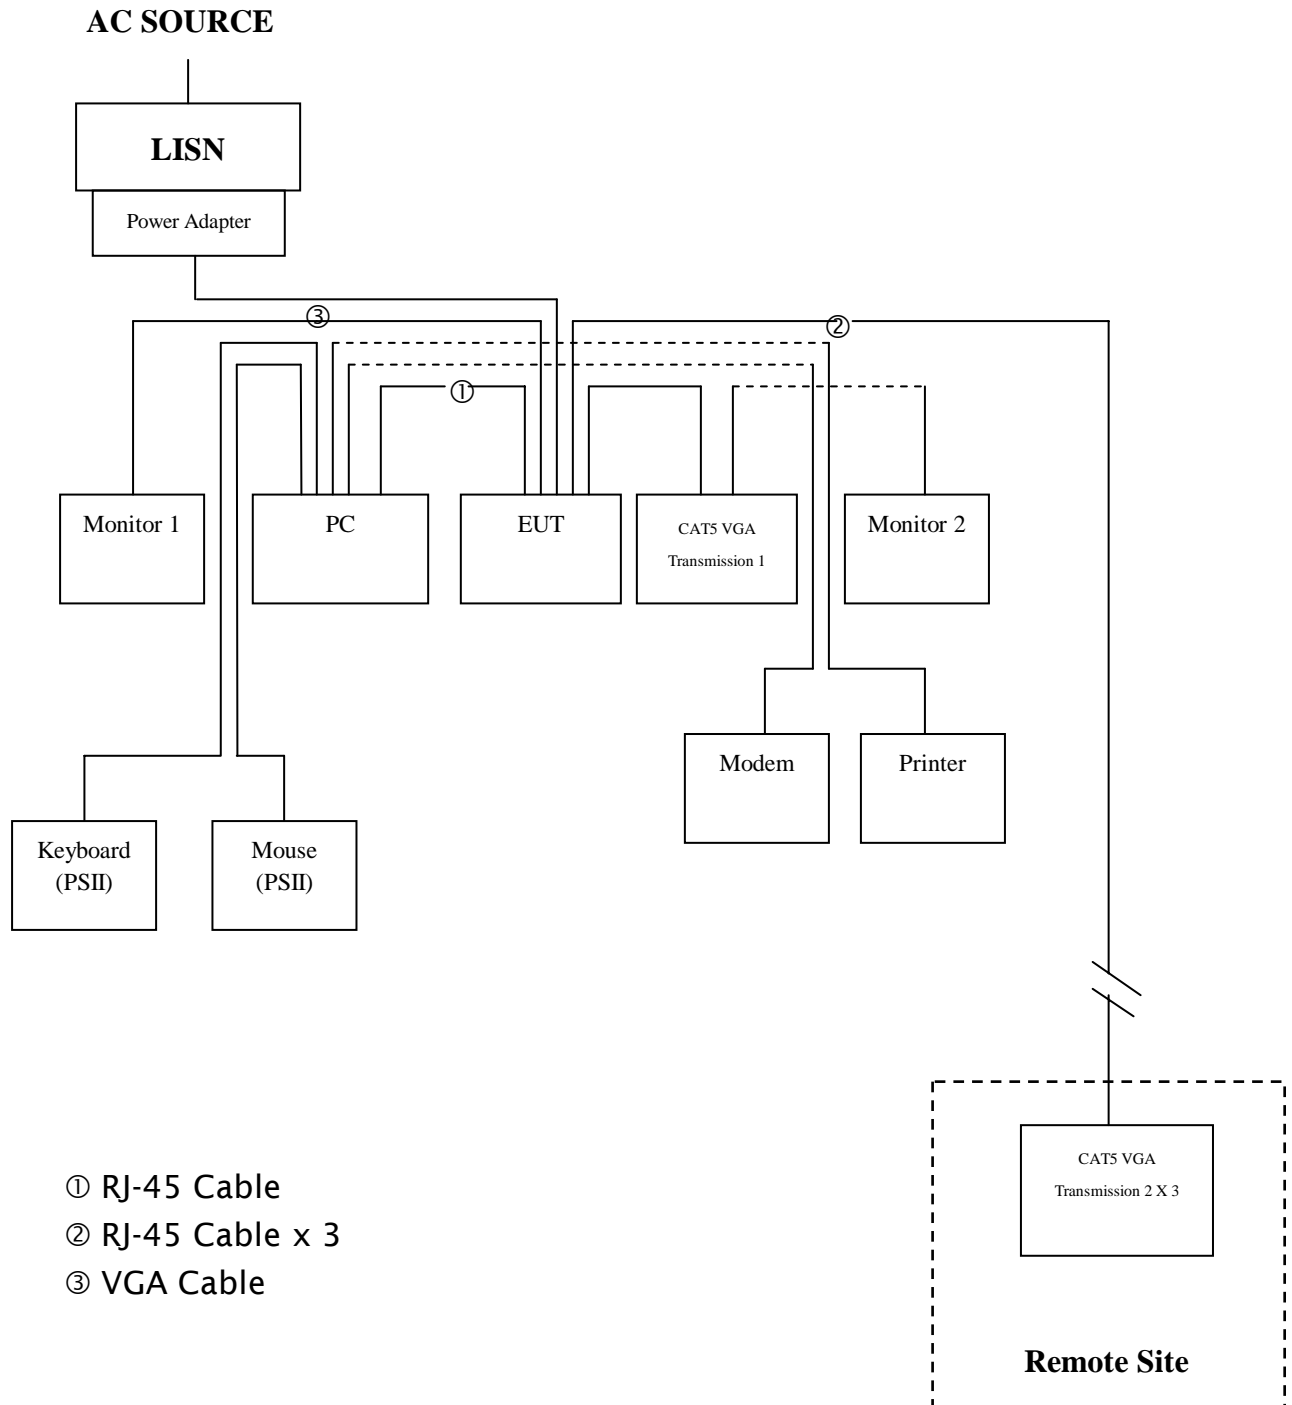 AC SOURCE
LISN
Power Adapter
③
②
①
Monitor 1
PC
EUT
CAT5 VGA
Transmission 1
Monitor 2
Modem
Printer
Keyboard
(PSII)
Mouse
(PSII)
CAT5 VGA
Transmission 2 X 3
① RJ-45 Cable
② RJ-45 Cable x 3
③ VGA Cable
Remote Site